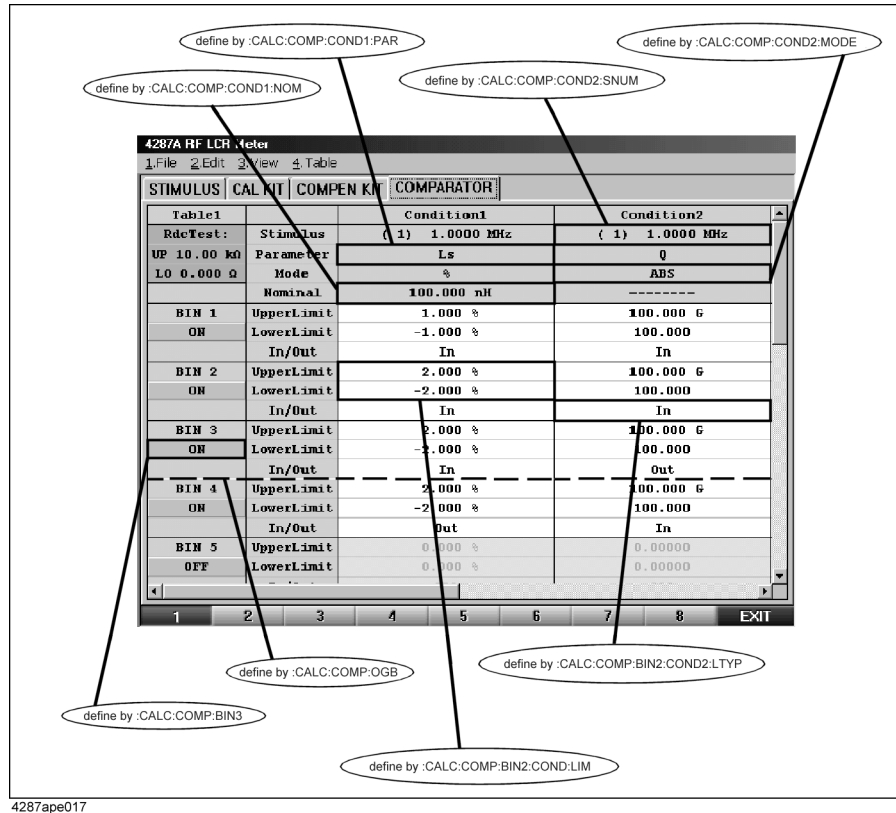 define by :CALC:COMP:COND1:PAR
define by :CALC:COMP:COND2:MODE
define by :CALC:COMP:COND1:NOM
define by :CALC:COMP:COND2:SNUM
4287A RF LCR Meter
1.File 2.Edit 3.View 4.Table
STIMULUS CAL KIT COMPEN KIT COMPARATOR
Table1 Condition1 Condition2
RdcTest: Stimulus ( 1) 1.0000 MHz ( 1) 1.0000 MHz
UP 10.00 kΩ Parameter Ls Q
LO 0.000 Ω Mode % ABS
Nominal 100.000 nH --------
BIN 1 UpperLimit 1.000 % 100.000 G
ON LowerLimit -1.000 % 100.000
In/Out In In
BIN 2 UpperLimit 2.000 % 100.000 G
ON LowerLimit -2.000 % 100.000
In/Out In In
BIN 3 UpperLimit 2.000 % 100.000 G
ON LowerLimit -2.000 % 100.000
In/Out In Out
BIN 4 UpperLimit 2.000 % 100.000 G
ON LowerLimit -2.000 % 100.000
In/Out Out In
BIN 5 UpperLimit 0.000 % 0.00000
OFF LowerLimit 0.000 % 0.00000
1 2 3 4 5 6 7 8 EXIT
define by :CALC:COMP:OGB
define by :CALC:COMP:BIN2:COND2:LTYP
define by :CALC:COMP:BIN3
define by :CALC:COMP:BIN2:COND:LIM
4287ape017